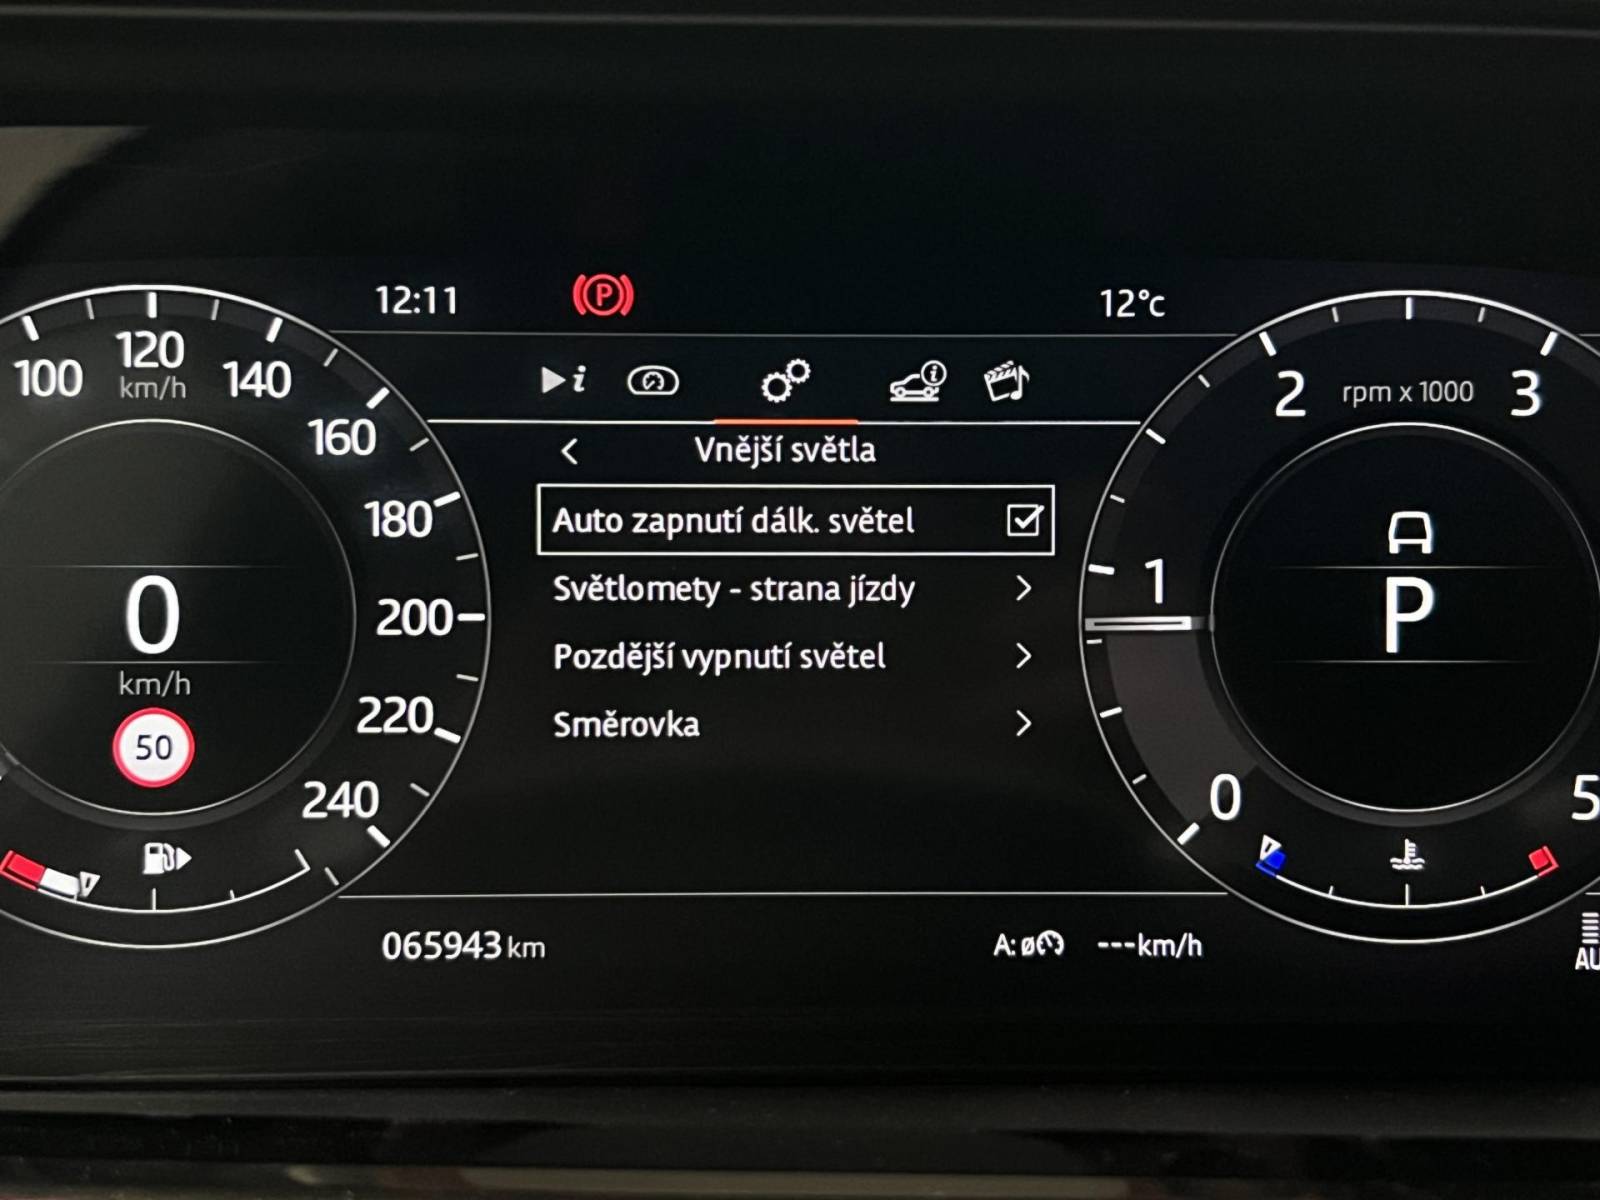 12:11
P
12°c
100
120
km/h
140
160
180
200
220
240
0
km/h
50
i
i
Vnější světla
Auto zapnutí dálk. světel
Světlomety - strana jízdy
Pozdější vypnutí světel
Směrovka
0
1
2
rpm x 1000
3
5
P
065943 km
A:ø ---km/h